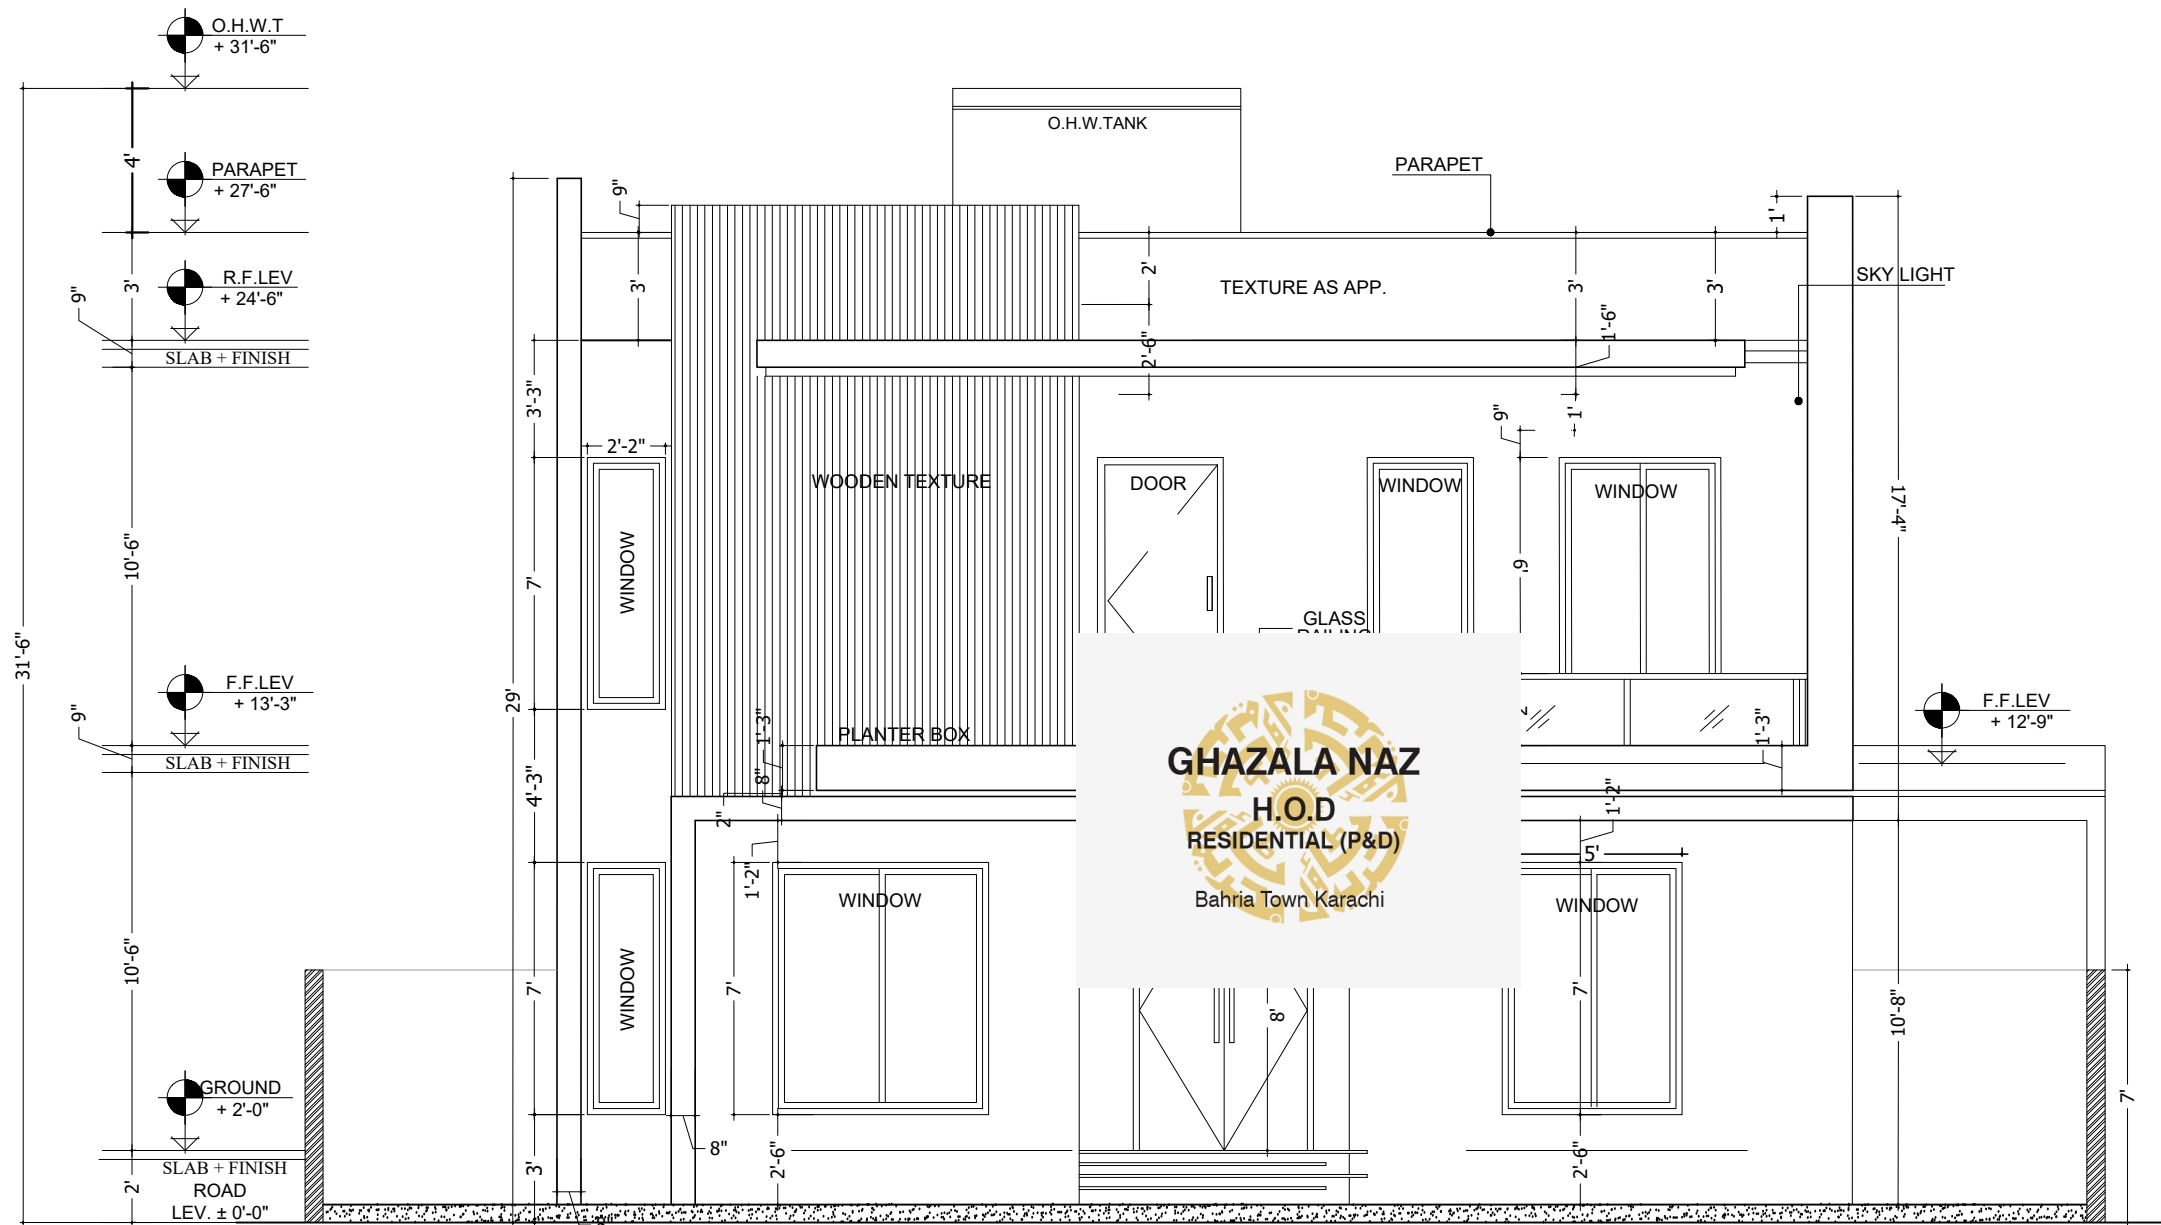 O.H.W.T
+ 31'-6"
PARAPET
+ 27'-6"
R.F.LEV
+ 24'-6"
SLAB + FINISH
F.F.LEV
+ 13'-3"
SLAB + FINISH
GROUND
+ 2'-0"
SLAB + FINISH
ROAD
LEV. ± 0'-0"
31'-6"
4'
3'
9"
10'-6"
9"
10'-6"
2'
O.H.W.TANK
PARAPET
SKY LIGHT
TEXTURE AS APP.
9"
3'
2'
2'-6"
3'
3'
1'
1'-6"
1'
9"
29'
3'-3"
7'
4'-3"
7'
3'
2'-2"
WINDOW
WOODEN TEXTURE
DOOR
WINDOW
WINDOW
6'
GLASS
17'-4"
PLANTER BOX
1'-3"
8"
2"
1'-2"
1'-3"
1'-2"
5'
F.F.LEV
+ 12'-9"
GHAZALA NAZ
H.O.D
RESIDENTIAL (P&D)
Bahria Town Karachi
WINDOW
WINDOW
WINDOW
7'
8'
7'
10'-8"
7'
8"
2'-6"
2'-6"